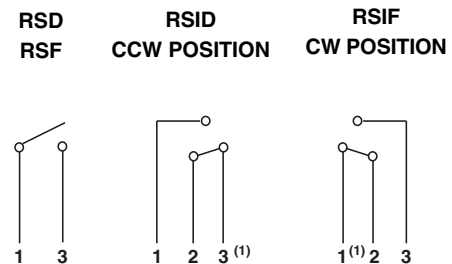 RSD
RSF
RSID
CCW POSITION
RSIF
CW POSITION
1 3
1 2 3 (1)
1 (1) 2 3